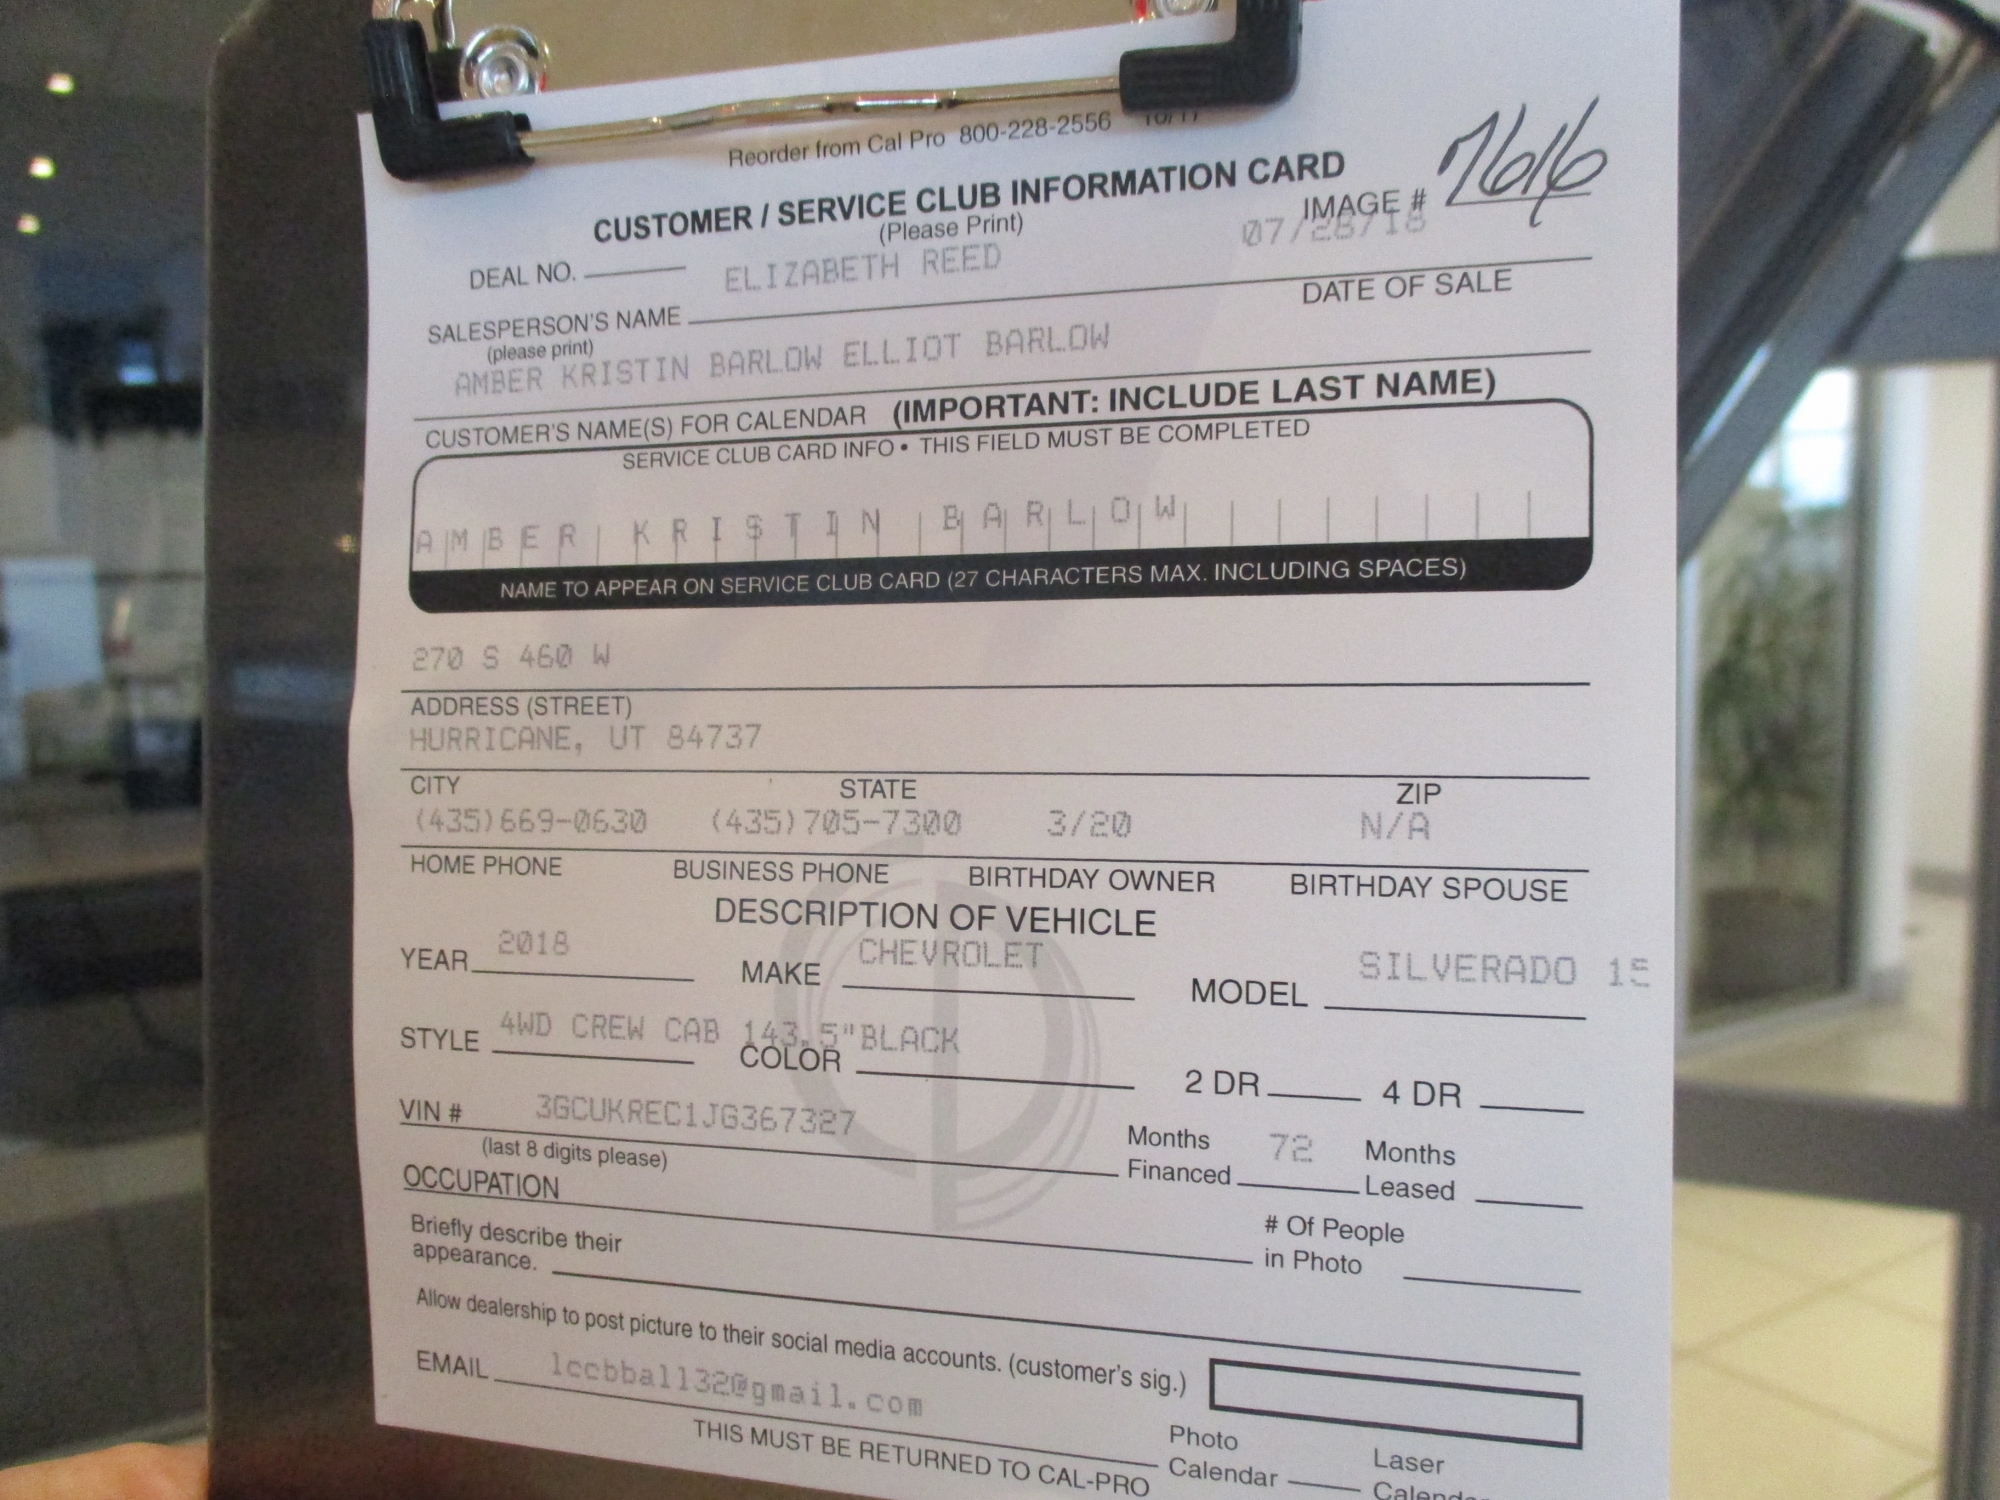 Reorder from Cal Pro 800-228-2556 10/17
CUSTOMER / SERVICE CLUB INFORMATION CARD
(Please Print)
IMAGE # 7616
07/28/18
DEAL NO.
ELIZABETH REED
SALESPERSON'S NAME
DATE OF SALE
(please print)
AMBER KRISTIN BARLOW ELLIOT BARLOW
CUSTOMER'S NAME(S) FOR CALENDAR (IMPORTANT: INCLUDE LAST NAME)
SERVICE CLUB CARD INFO • THIS FIELD MUST BE COMPLETED
AMBER KRISTIN BARLOW
NAME TO APPEAR ON SERVICE CLUB CARD (27 CHARACTERS MAX. INCLUDING SPACES)
270 S 460 W
ADDRESS (STREET)
HURRICANE, UT 84737
CITY STATE ZIP
(435)669-0630 (435)705-7300 3/20 N/A
HOME PHONE BUSINESS PHONE BIRTHDAY OWNER BIRTHDAY SPOUSE
DESCRIPTION OF VEHICLE
YEAR 2018 MAKE CHEVROLET MODEL SILVERADO 15
STYLE 4WD CREW CAB 143.5"BLACK
COLOR 2 DR 4 DR
VIN # 3GCUKREC1JG367327
(last 8 digits please)
Months Financed 72 Months Leased
OCCUPATION
# Of People in Photo
Briefly describe their
appearance.
Allow dealership to post picture to their social media accounts. (customer's sig.)
EMAIL lccbball32@gmail.com
THIS MUST BE RETURNED TO CAL-PRO
Photo Calendar
Laser